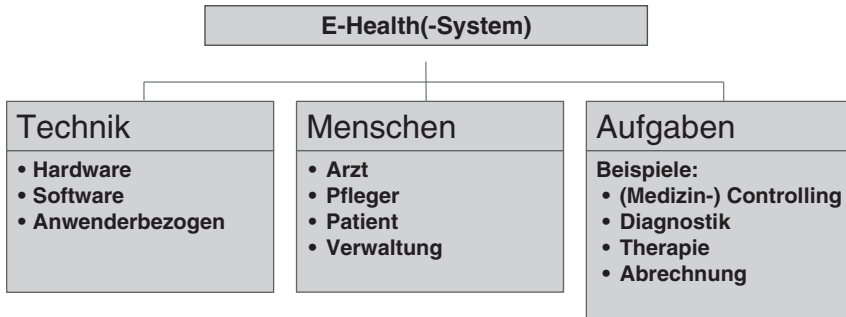 E-Health(-System)
Technik
• Hardware
• Software
• Anwenderbezogen
Menschen
• Arzt
• Pfleger
• Patient
• Verwaltung
Aufgaben
Beispiele:
• (Medizin-) Controlling
• Diagnostik
• Therapie
• Abrechnung